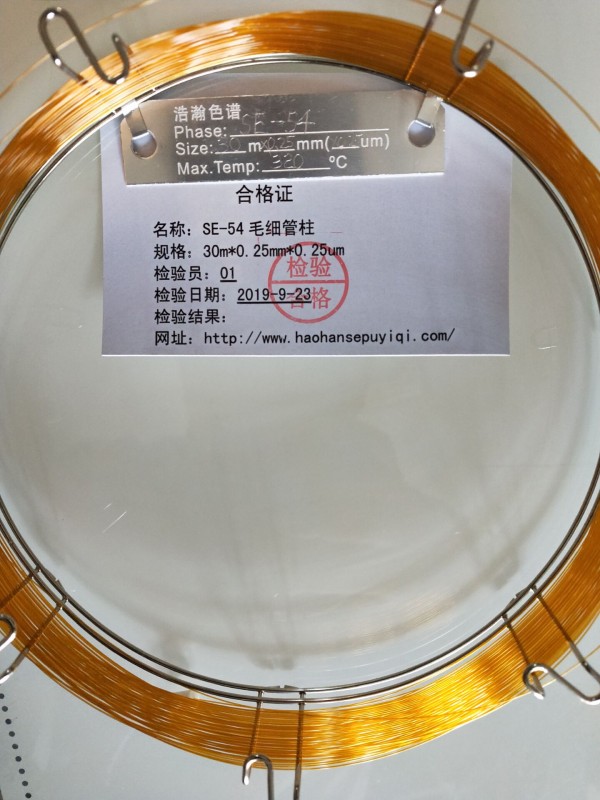 浩瀚色谱
Phase: SE-54
Size: 30 m 0.25 mm( um)
Max.Temp: 320 °C
合格证
名称：SE-54 毛细管柱
规格：30m*0.25mm*0.25um
检验员：01
检验日期：2019-9-23
检验结果：
检验
合格
网址：http://www.haohansepuyiqi.com/